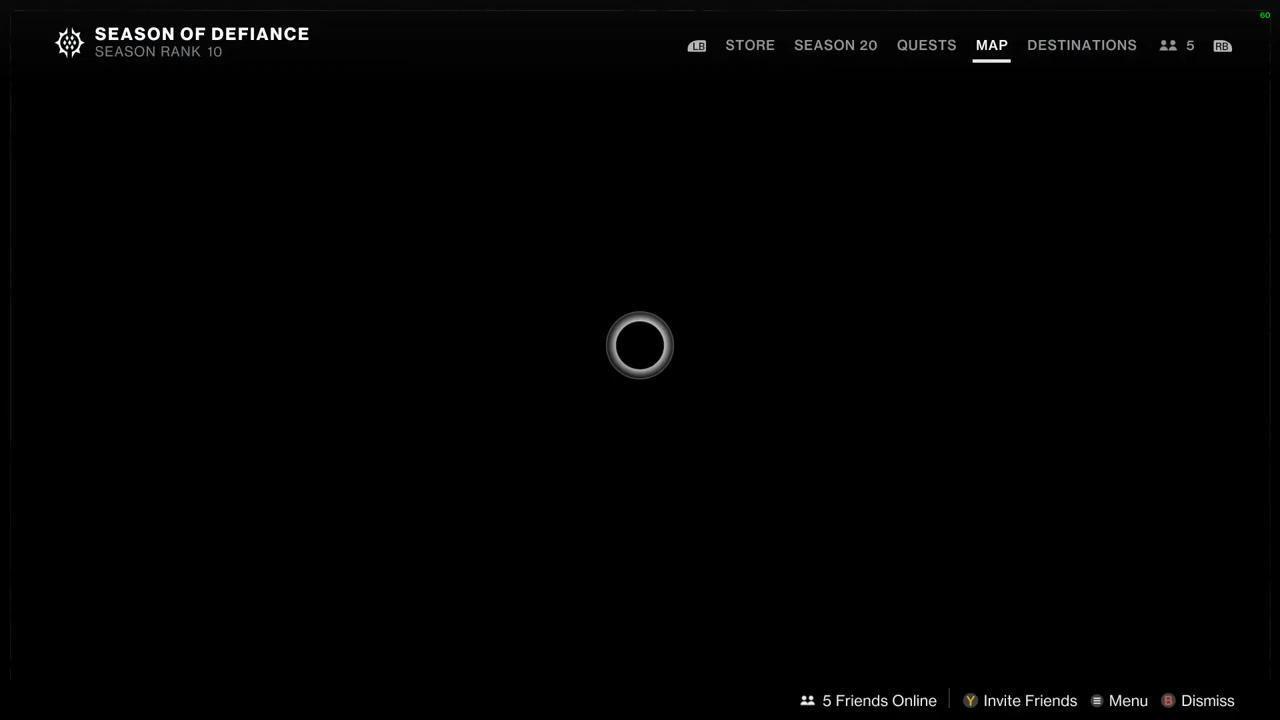 60
SEASON OF DEFIANCE
SEASON RANK 10
LB STORE SEASON 20 QUESTS MAP DESTINATIONS 5 RB
5 Friends Online Y Invite Friends Menu B Dismiss